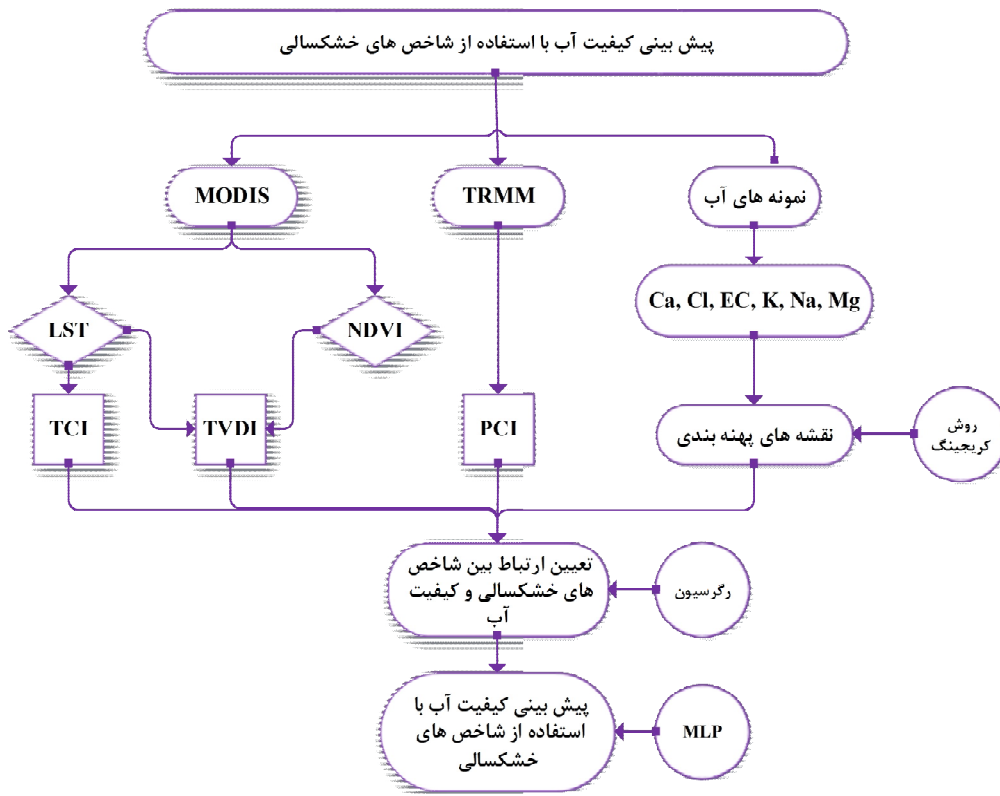 پیش بینی کیفیت آب با استفاده از شاخص های خشکسالی
MODIS
TRMM
نمونه های آب
LST
NDVI
Ca, Cl, EC, K, Na, Mg
TCI
TVDI
PCI
نقشه های پهنه بندی
روش
کریجینگ
تعیین ارتباط بین شاخص
های خشکسالی و کیفیت
آب
رگرسیون
پیش بینی کیفیت آب با
استفاده از شاخص های
خشکسالی
MLP